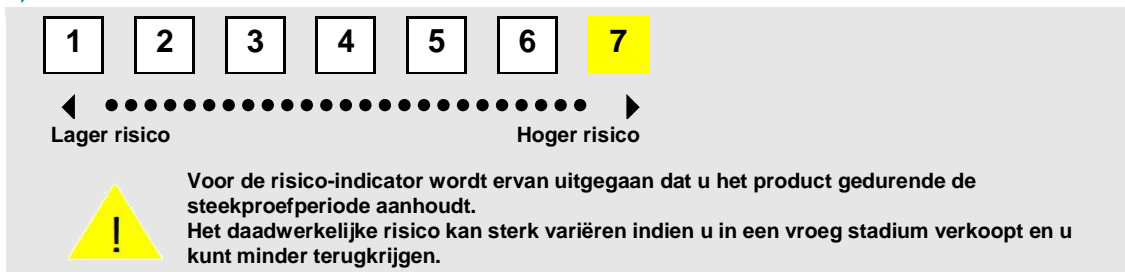 1 2 3 4 5 6 7
Lager risico Hoger risico
!
Voor de risico-indicator wordt ervan uitgegaan dat u het product gedurende de
steekproefperiode aanhoudt.
Het daadwerkelijke risico kan sterk variëren indien u in een vroeg stadium verkoopt en u
kunt minder terugkrijgen.